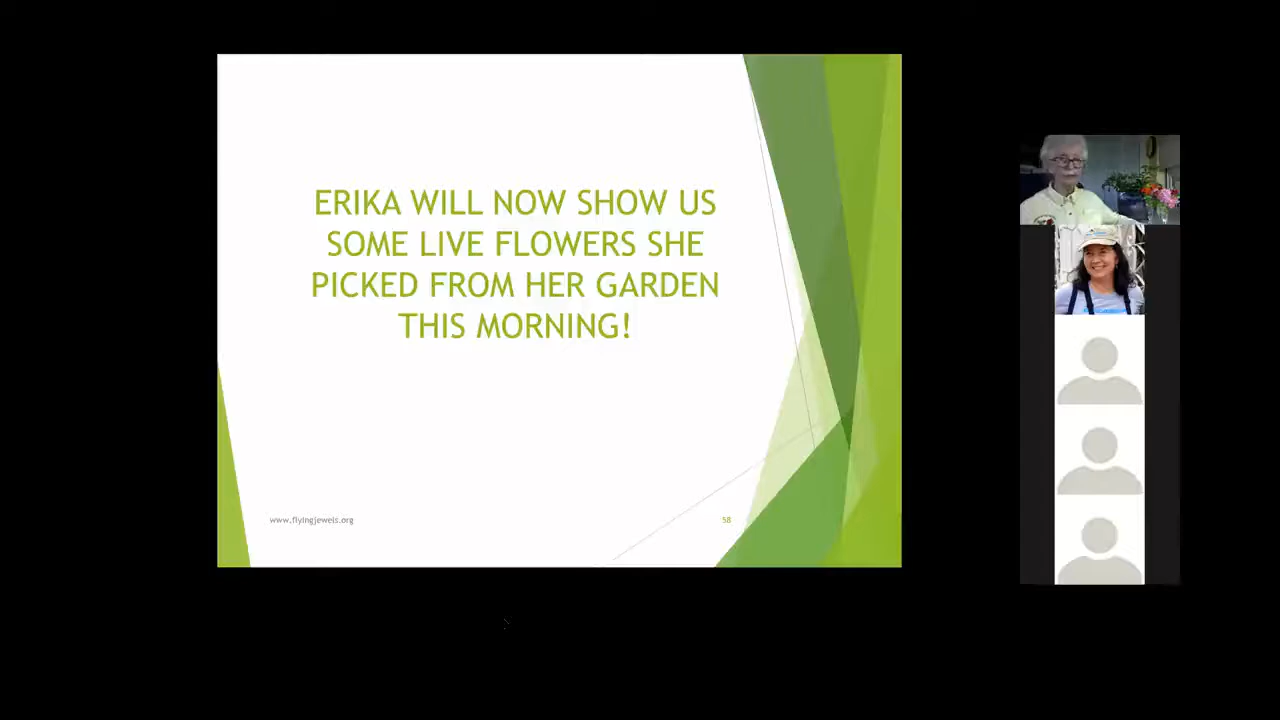 ERIKA WILL NOW SHOW US
SOME LIVE FLOWERS SHE
PICKED FROM HER GARDEN
THIS MORNING!
www.flyingjewels.org
58